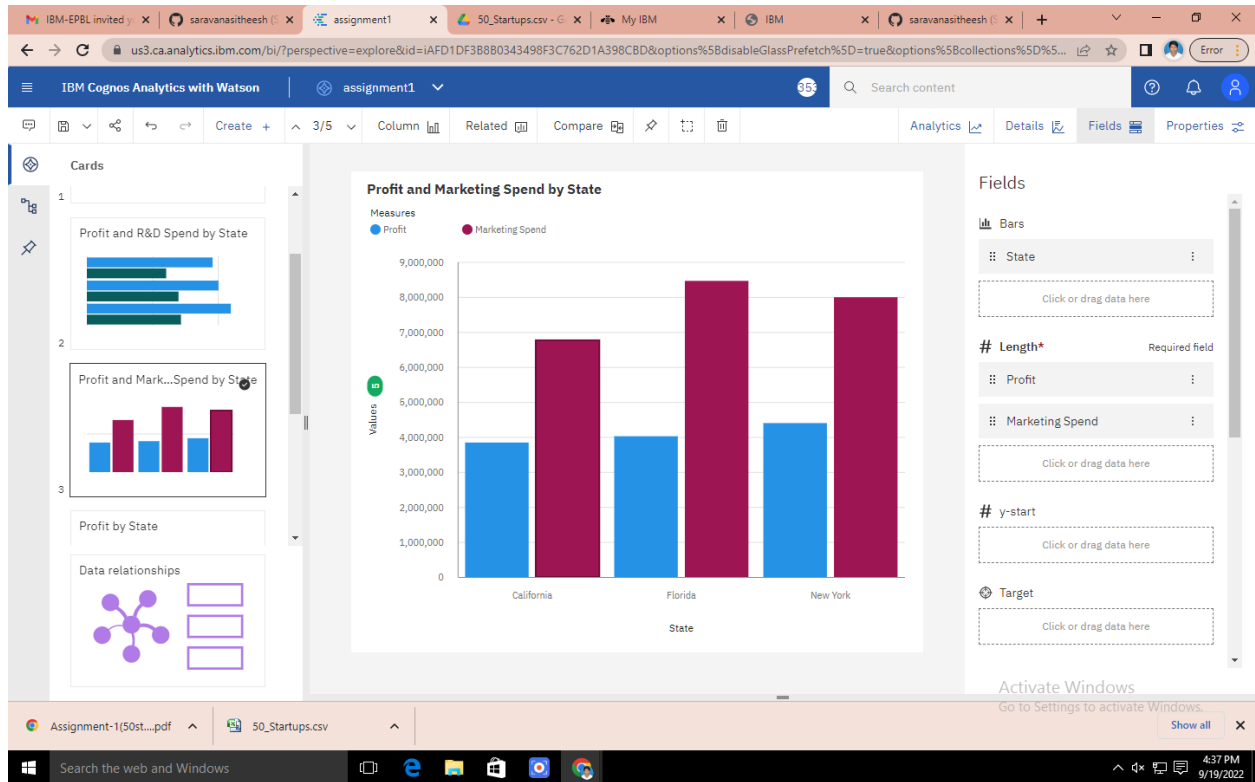 IBM-EPBL invited y
saravanasitheesh (S
assignment1
50_Startups.csv - G
My IBM
IBM
saravanasitheesh (S
us3.ca.analytics.ibm.com/bi/?perspective=explore&id=iAFD1DF3B8B0343498F3C762D1A398CBD&options%5BdisableGlassPrefetch%5D=true&options%5Bcollections%5D%5...
Error
IBM Cognos Analytics with Watson
assignment1
353
Search content
Create +
3/5
Column
Related
Compare
Analytics
Details
Fields
Properties
Cards
1
Profit and R&D Spend by State
2
Profit and Mark...Spend by State
3
Profit by State
Data relationships
Profit and Marketing Spend by State
Measures
Profit
Marketing Spend
9,000,000
8,000,000
7,000,000
6,000,000
5,000,000
4,000,000
3,000,000
2,000,000
1,000,000
0
5
Values
California
Florida
New York
State
Fields
Bars
State
Click or drag data here
# Length*
Required field
Profit
Marketing Spend
Click or drag data here
# y-start
Click or drag data here
Target
Click or drag data here
Activate Windows
Go to Settings to activate Windows.
Assignment-1(50st....pdf
50_Startups.csv
Show all
Search the web and Windows
4:37 PM
9/19/2022